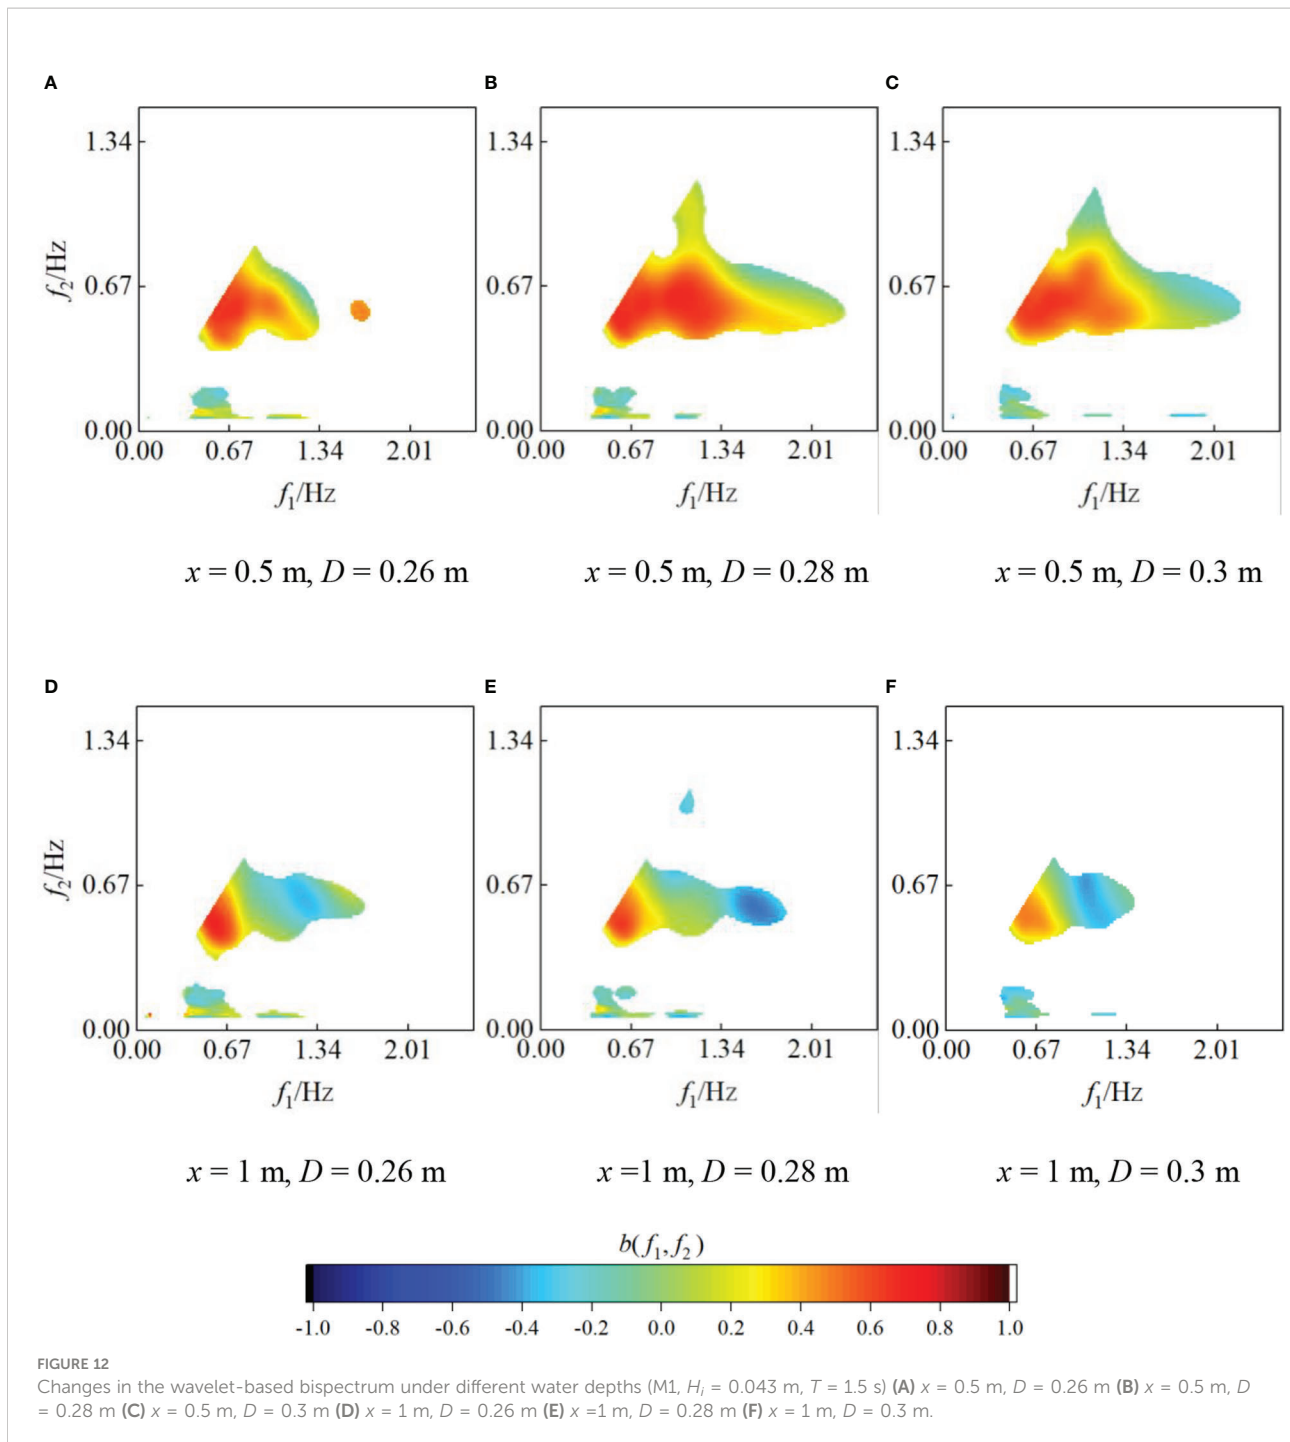 A
B
C
1.34
0.67
0.00
f₂/Hz
0.00 0.67 1.34 2.01
f₁/Hz
1.34
0.67
0.00
0.00 0.67 1.34 2.01
f₁/Hz
1.34
0.67
0.00
0.00 0.67 1.34 2.01
f₁/Hz
x = 0.5 m, D = 0.26 m
x = 0.5 m, D = 0.28 m
x = 0.5 m, D = 0.3 m
D
E
F
1.34
0.67
0.00
f₂/Hz
0.00 0.67 1.34 2.01
f₁/Hz
1.34
0.67
0.00
0.00 0.67 1.34 2.01
f₁/Hz
1.34
0.67
0.00
0.00 0.67 1.34 2.01
f₁/Hz
x = 1 m, D = 0.26 m
x =1 m, D = 0.28 m
x = 1 m, D = 0.3 m
b(f₁,f₂)
-1.0 -0.8 -0.6 -0.4 -0.2 0.0 0.2 0.4 0.6 0.8 1.0
FIGURE 12
Changes in the wavelet-based bispectrum under different water depths (M1, Hᵢ = 0.043 m, T = 1.5 s) (A) x = 0.5 m, D = 0.26 m (B) x = 0.5 m, D
= 0.28 m (C) x = 0.5 m, D = 0.3 m (D) x = 1 m, D = 0.26 m (E) x =1 m, D = 0.28 m (F) x = 1 m, D = 0.3 m.